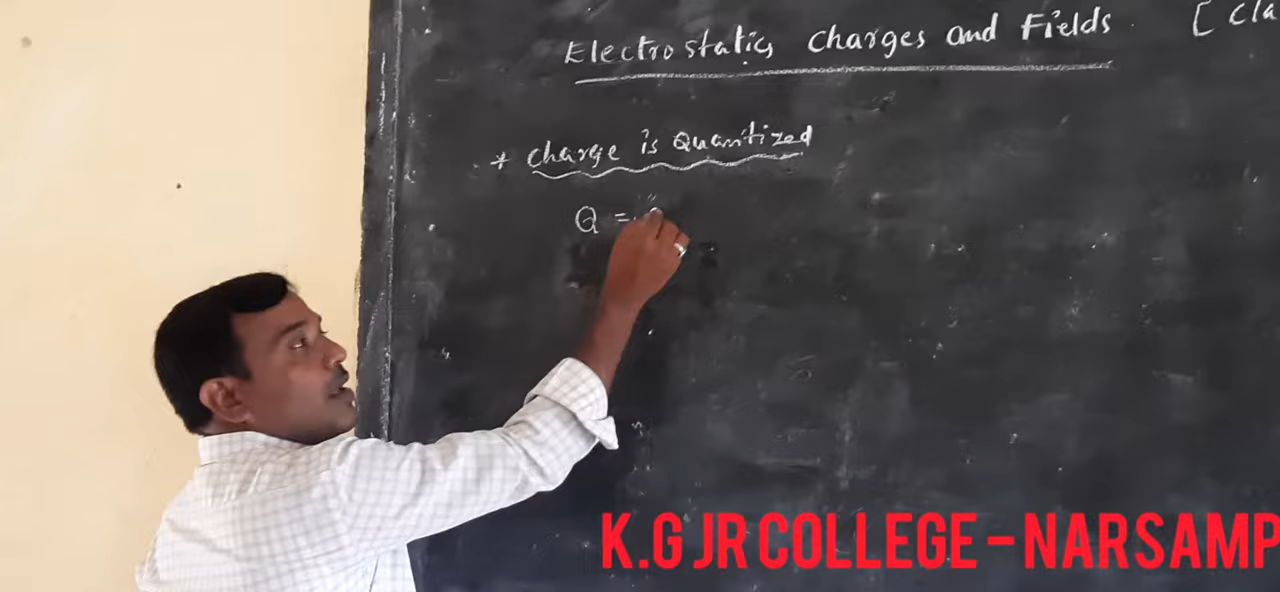 Electrostatics charges and Fields [ cla
* charge is Quantized
Q =
K.G JR COLLEGE - NARSAMP